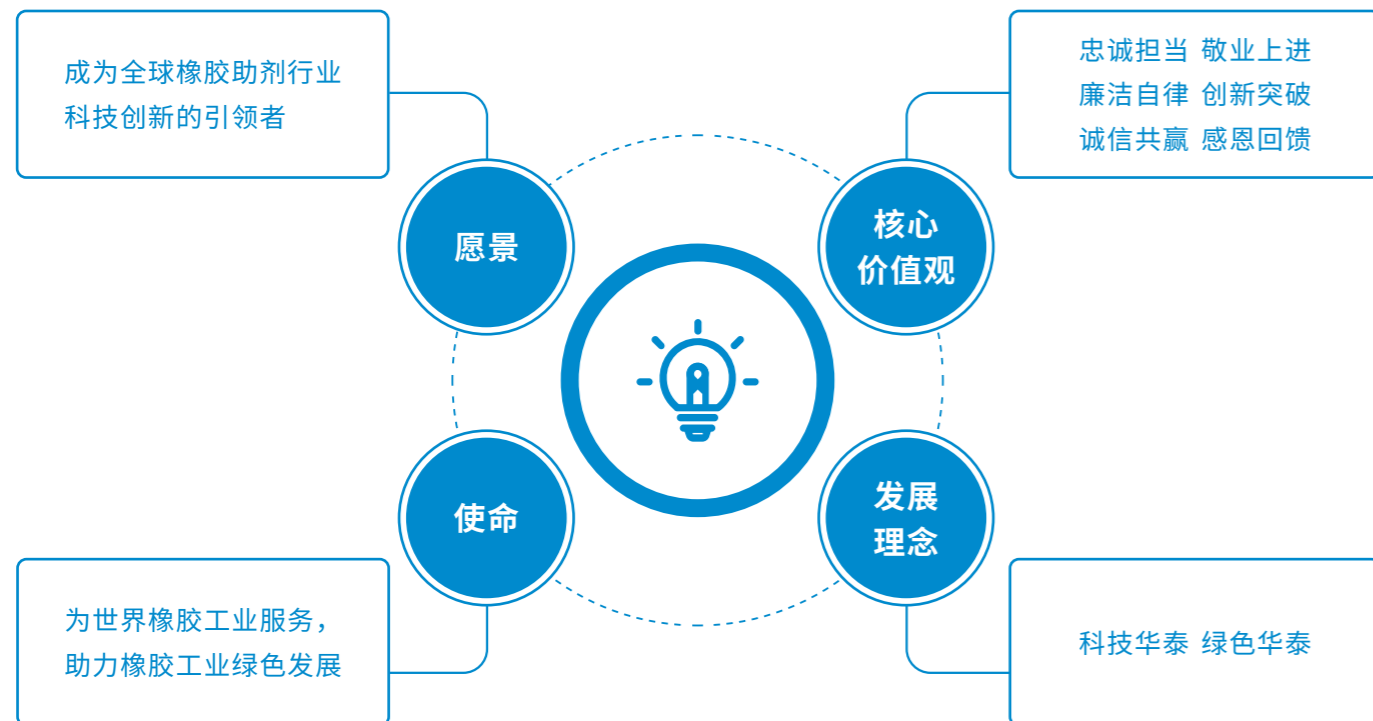 成为全球橡胶助剂行业
科技创新的引领者
愿景
忠诚担当 敬业上进
廉洁自律 创新突破
诚信共赢 感恩回馈
核心
价值观
使命
为世界橡胶工业服务，
助力橡胶工业绿色发展
发展
理念
科技华泰 绿色华泰